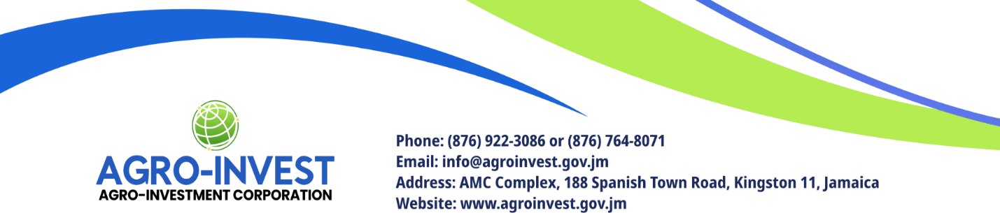 AGRO-INVEST
AGRO-INVESTMENT CORPORATION
Phone: (876) 922-3086 or (876) 764-8071
Email: info@agroinvest.gov.jm
Address: AMC Complex, 188 Spanish Town Road, Kingston 11, Jamaica
Website: www.agroinvest.gov.jm